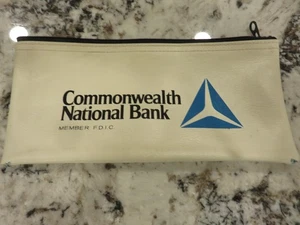 Commonwealth
National Bank
MEMBER, F.D.I.C.